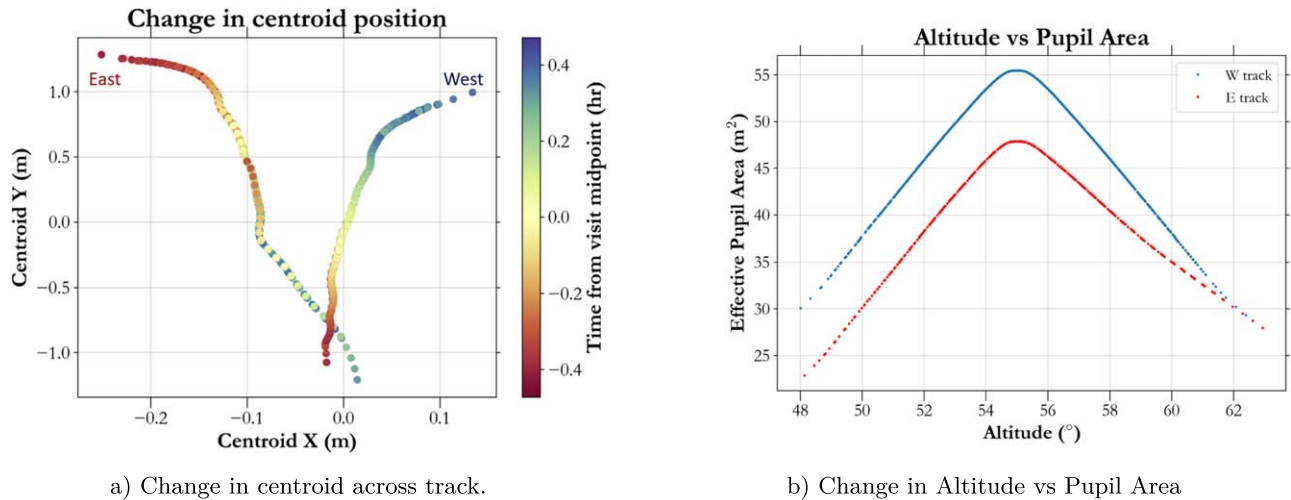 Change in centroid position
East
West
Centroid Y (m)
1.0
0.5
0.0
−0.5
−1.0
−0.2
−0.1
0.0
0.1
Centroid X (m)
0.4
0.2
0.0
−0.2
−0.4
Time from visit midpoint (hr)
a) Change in centroid across track.
Altitude vs Pupil Area
W track
E track
Effective Pupil Area (m²)
55
50
45
40
35
30
25
48
50
52
54
56
58
60
62
Altitude (°)
b) Change in Altitude vs Pupil Area